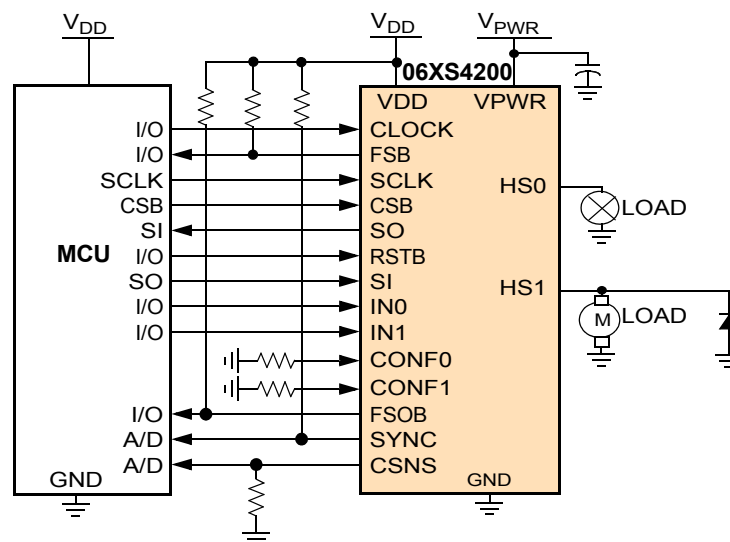 VDD VDD VPWR
06XS4200
VDD VPWR
I/O CLOCK
I/O FSB
SCLK SCLK
CSB CSB
SI SO
MCU
I/O RSTB
SO SI
I/O IN0
I/O IN1
CONF0
CONF1
I/O FSOB
A/D SYNC
A/D CSNS
GND GND
HS0 LOAD
HS1 M LOAD